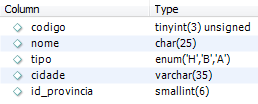 Column Type
codigo tinyint(3) unsigned
nome char(25)
tipo enum('H','B','A')
cidade varchar(35)
id_provincia smallint(6)